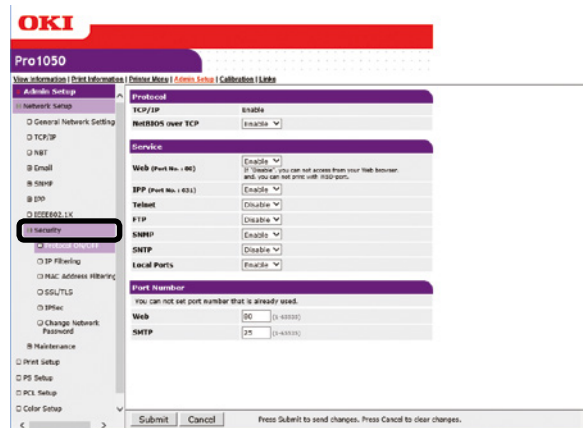 OKI
Pro1050
View Information | Print Information | Printer Menu | Admin Setup | Calibration | Links
Admin Setup
Network Setup
General Network Setting
TCP/IP
NBT
Email
SNMP
IPP
IEEE802.1X
Security
Protocol ON/OFF
IP Filtering
MAC Address Filtering
SSL/TLS
IPSec
Change Network
Password
Maintenance
Print Setup
PS Setup
PCL Setup
Color Setup
Protocol
TCP/IP Enable
NetBIOS over TCP Enable
Service
Web (Port No. : 80) Enable
If "Disable", you can not access from your Web browser.
and, you can not print with WSD-port.
IPP (Port No. : 631) Enable
Telnet Disable
FTP Disable
SNMP Enable
SNTP Disable
Local Ports Enable
Port Number
You can not set port number that is already used.
Web 80 (1-65535)
SMTP 25 (1-65535)
Submit Cancel Press Submit to send changes. Press Cancel to clear changes.